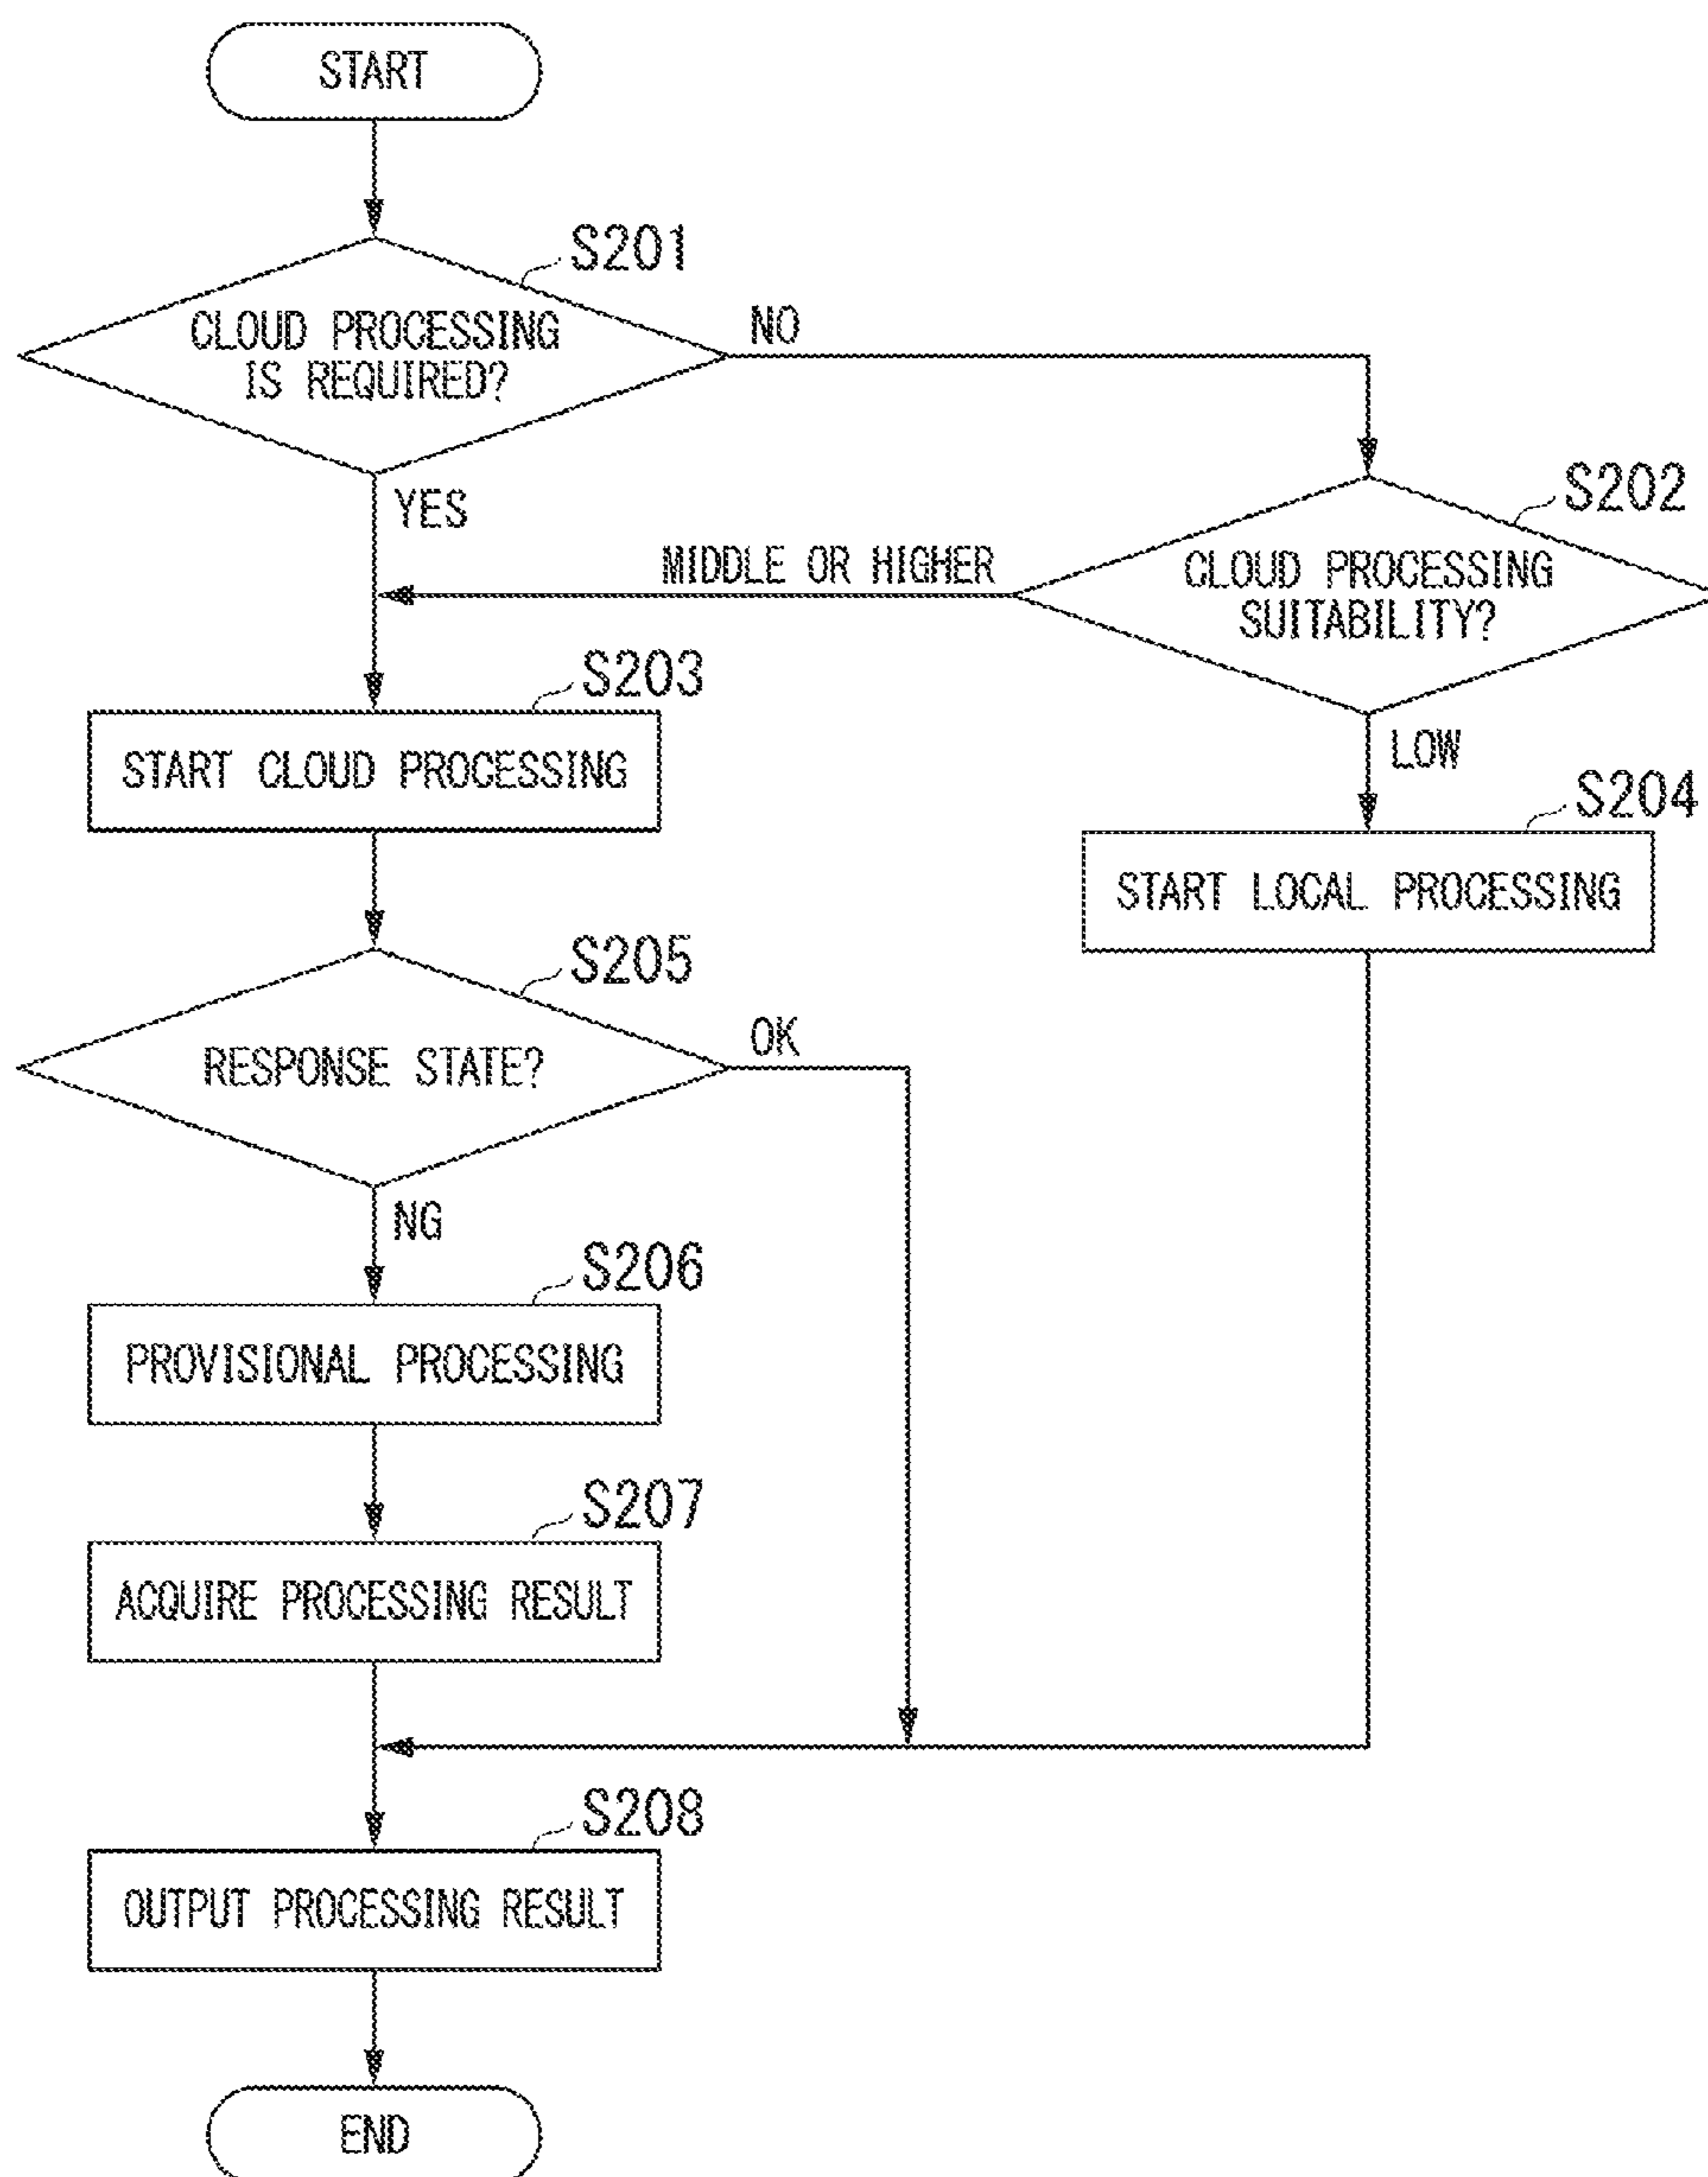 START
S201
CLOUD PROCESSING
IS REQUIRED?
NO
YES
S202
CLOUD PROCESSING
SUITABILITY?
MIDDLE OR HIGHER
LOW
S203
START CLOUD PROCESSING
S204
START LOCAL PROCESSING
S205
RESPONSE STATE?
OK
NG
S206
PROVISIONAL PROCESSING
S207
ACQUIRE PROCESSING RESULT
S208
OUTPUT PROCESSING RESULT
END